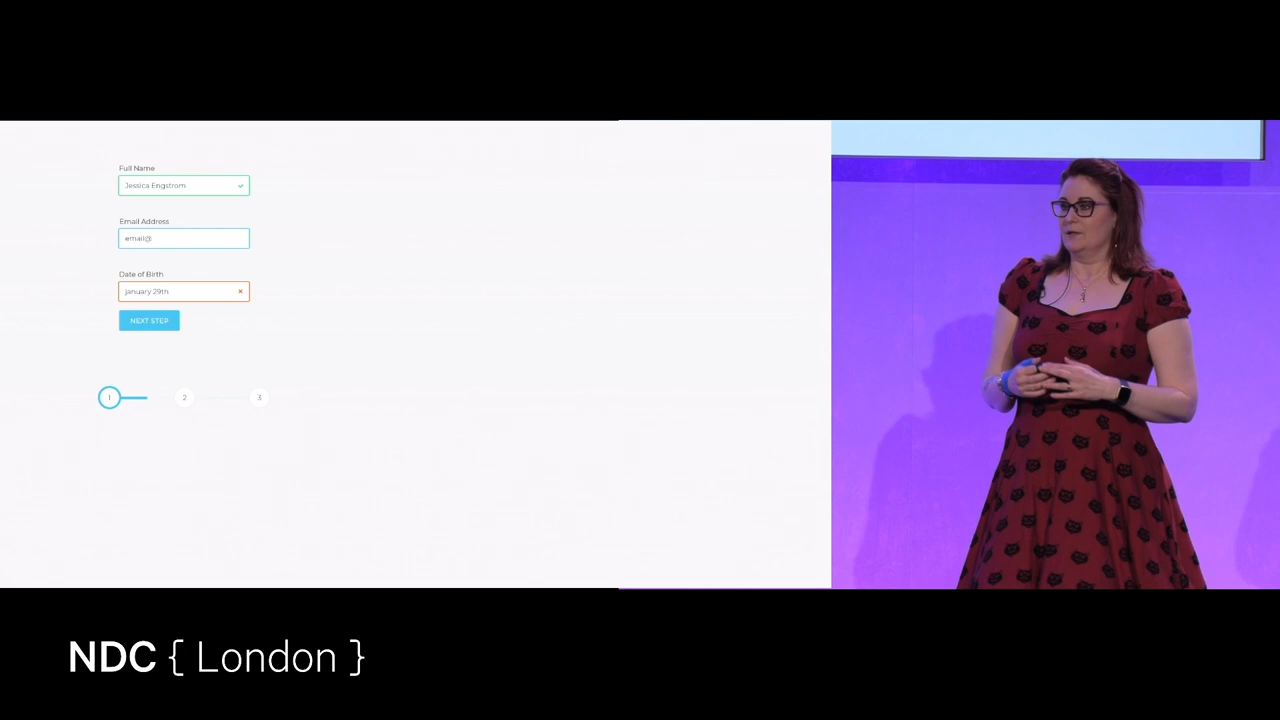 Full Name
Jessica Engstrom
Email Address
email@
Date of Birth
january 29th
NEXT STEP
1 2 3
NDC { London }